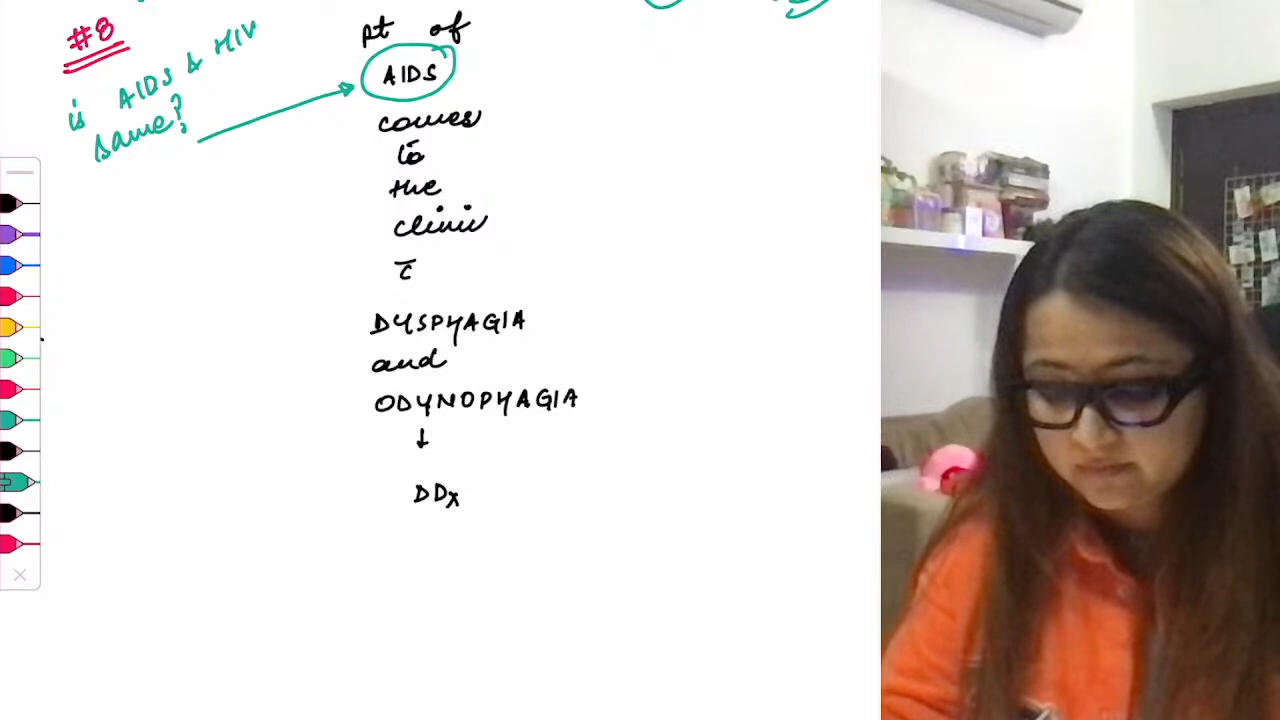 #8
is AIDS & HIV
same?
pt of
AIDS
comes
to
the
clinic
c̅
DYSPHAGIA
and
ODYNOPHAGIA
↓
DDx